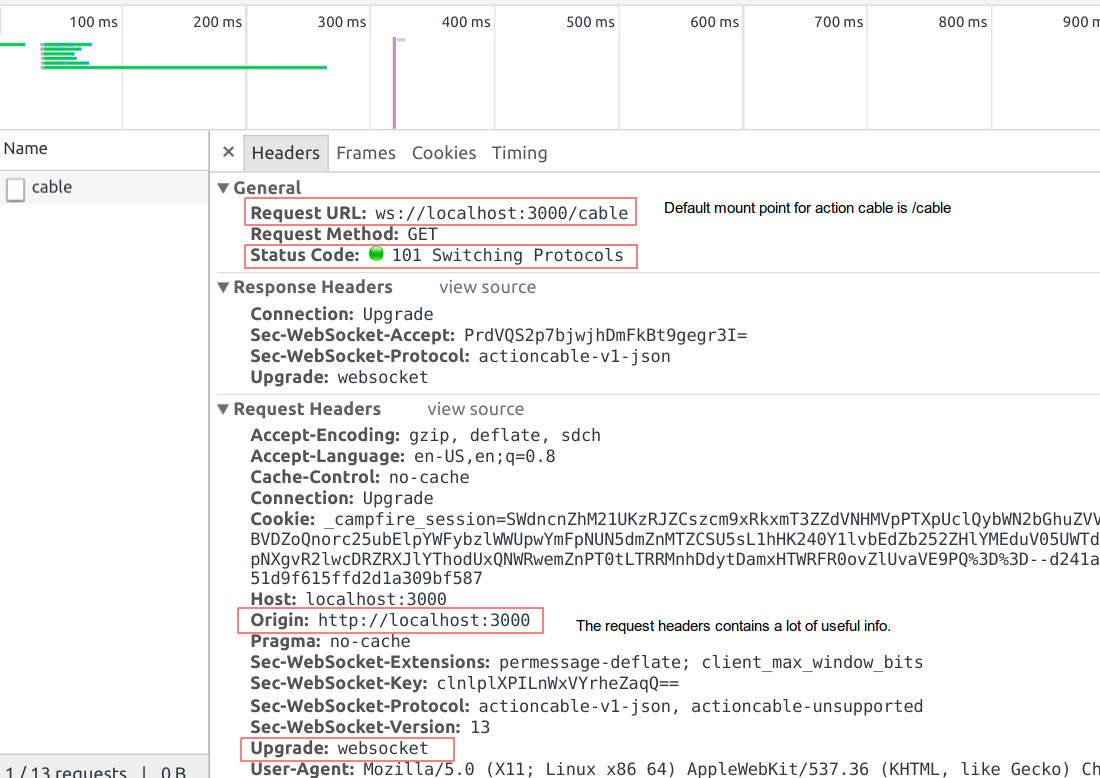 100 ms 200 ms 300 ms 400 ms 500 ms 600 ms 700 ms 800 ms 900 m
Name
cable
× Headers Frames Cookies Timing
▼ General
Request URL: ws://localhost:3000/cable
Default mount point for action cable is /cable
Request Method: GET
Status Code: 101 Switching Protocols
▼ Response Headers view source
Connection: Upgrade
Sec-WebSocket-Accept: PrdVQS2p7bjwjhDmFkBt9gegr3I=
Sec-WebSocket-Protocol: actioncable-v1-json
Upgrade: websocket
▼ Request Headers view source
Accept-Encoding: gzip, deflate, sdch
Accept-Language: en-US,en;q=0.8
Cache-Control: no-cache
Connection: Upgrade
Cookie: _campfire_session=SWdncnZhM21UKzRJZCszcm9xRkxmT3ZZdVNHMVpPTXpUclQybWN2bGhuZVV
BVDZoQnorc25ubElpYWFybzlWWUpwYmFpNUN5dmZnMTZCSU5sL1hHK240Y1lvbEdZb252ZHlYMEduV05UWTd
pNXgvR2lwcDRZRXJlYThodUxQNWRwemZnPT0tLTRRMnhDdytDamxHTWRFR0ovZlUvaVE9PQ%3D%3D--d241a
51d9f615ffd2d1a309bf587
Host: localhost:3000
Origin: http://localhost:3000
The request headers contains a lot of useful info.
Pragma: no-cache
Sec-WebSocket-Extensions: permessage-deflate; client_max_window_bits
Sec-WebSocket-Key: clnlplXPILnWxVYrheZaqQ==
Sec-WebSocket-Protocol: actioncable-v1-json, actioncable-unsupported
Sec-WebSocket-Version: 13
Upgrade: websocket
User-Agent: Mozilla/5.0 (X11; Linux x86_64) AppleWebKit/537.36 (KHTML, like Gecko) Ch
1 / 13 requests | 0 B